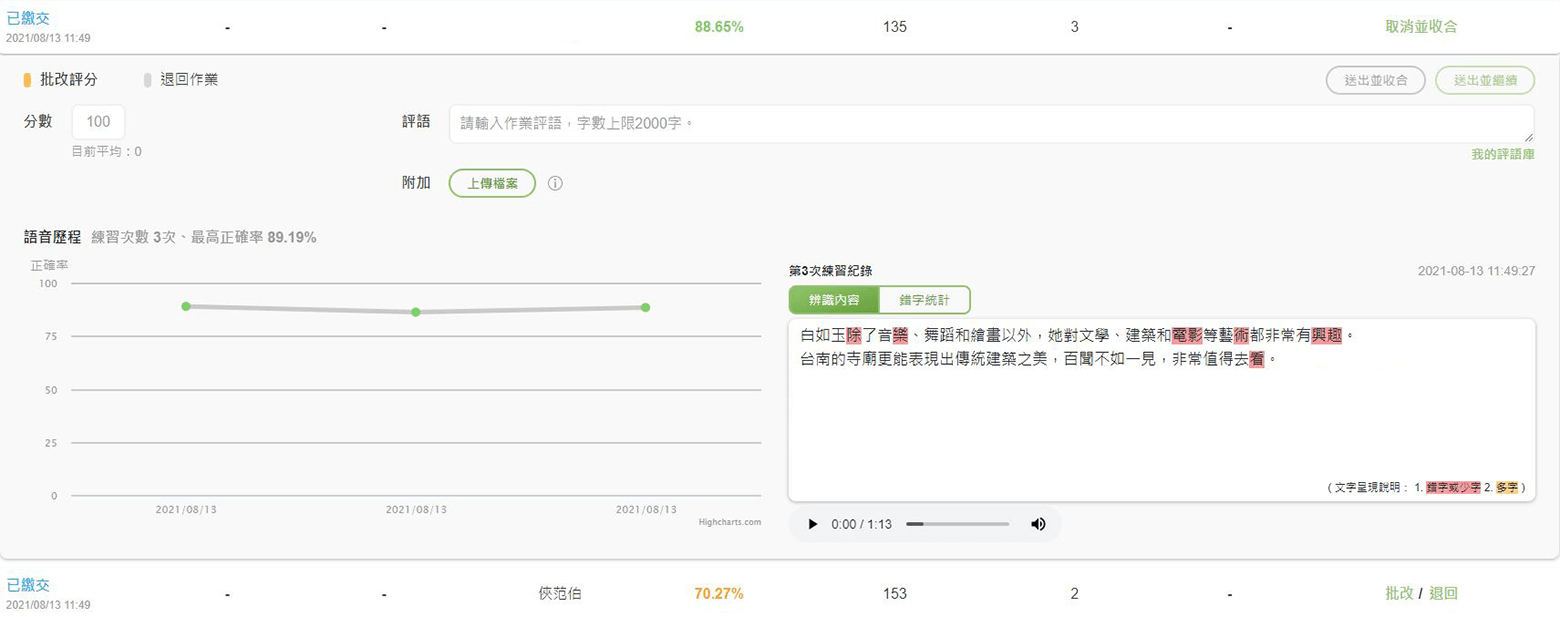 已繳交
2021/08/13 11:49
- - 88.65% 135 3 - 取消並收合
批改評分 退回作業 送出並收合 送出並繼續
分數 100 評語 請輸入作業評語，字數上限2000字。
目前平均：0 我的評語庫
附加 上傳檔案
語音歷程 練習次數 3次、最高正確率 89.19%
正確率
100
75
50
25
0
2021/08/13 2021/08/13 2021/08/13
Highcharts.com
第3次練習紀錄 2021-08-13 11:49:27
辨識內容 錯字統計
白如玉除了音樂、舞蹈和繪畫以外，她對文學、建築和電影等藝術都非常有興趣。
台南的寺廟更能表現出傳統建築之美，百聞不如一見，非常值得去看。
( 文字呈現說明： 1. 錯字或少字 2. 多字 )
0:00 / 1:13
已繳交
2021/08/13 11:49
- - 俠范伯 70.27% 153 2 - 批改 / 退回